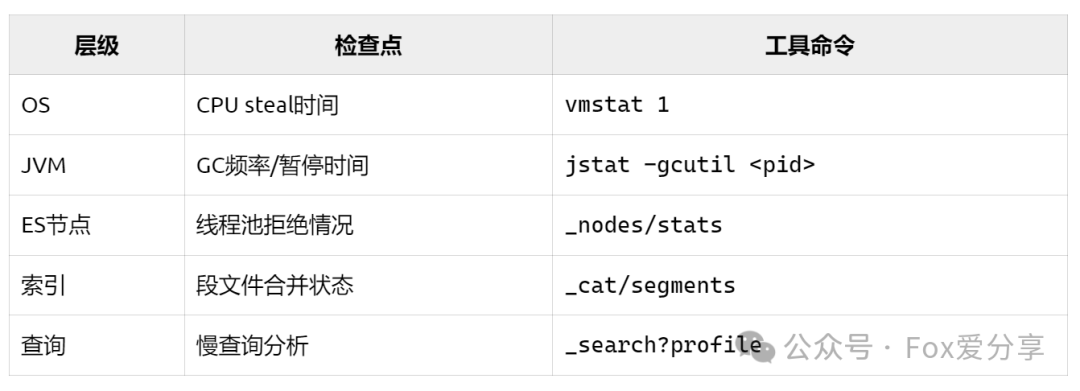 层级 检查点 工具命令
OS CPU steal时间 vmstat 1
JVM GC频率/暂停时间 jstat -gcutil <pid>
ES节点 线程池拒绝情况 _nodes/stats
索引 段文件合并状态 _cat/segments
查询 慢查询分析 _search?profile
公众号 · Fox爱分享